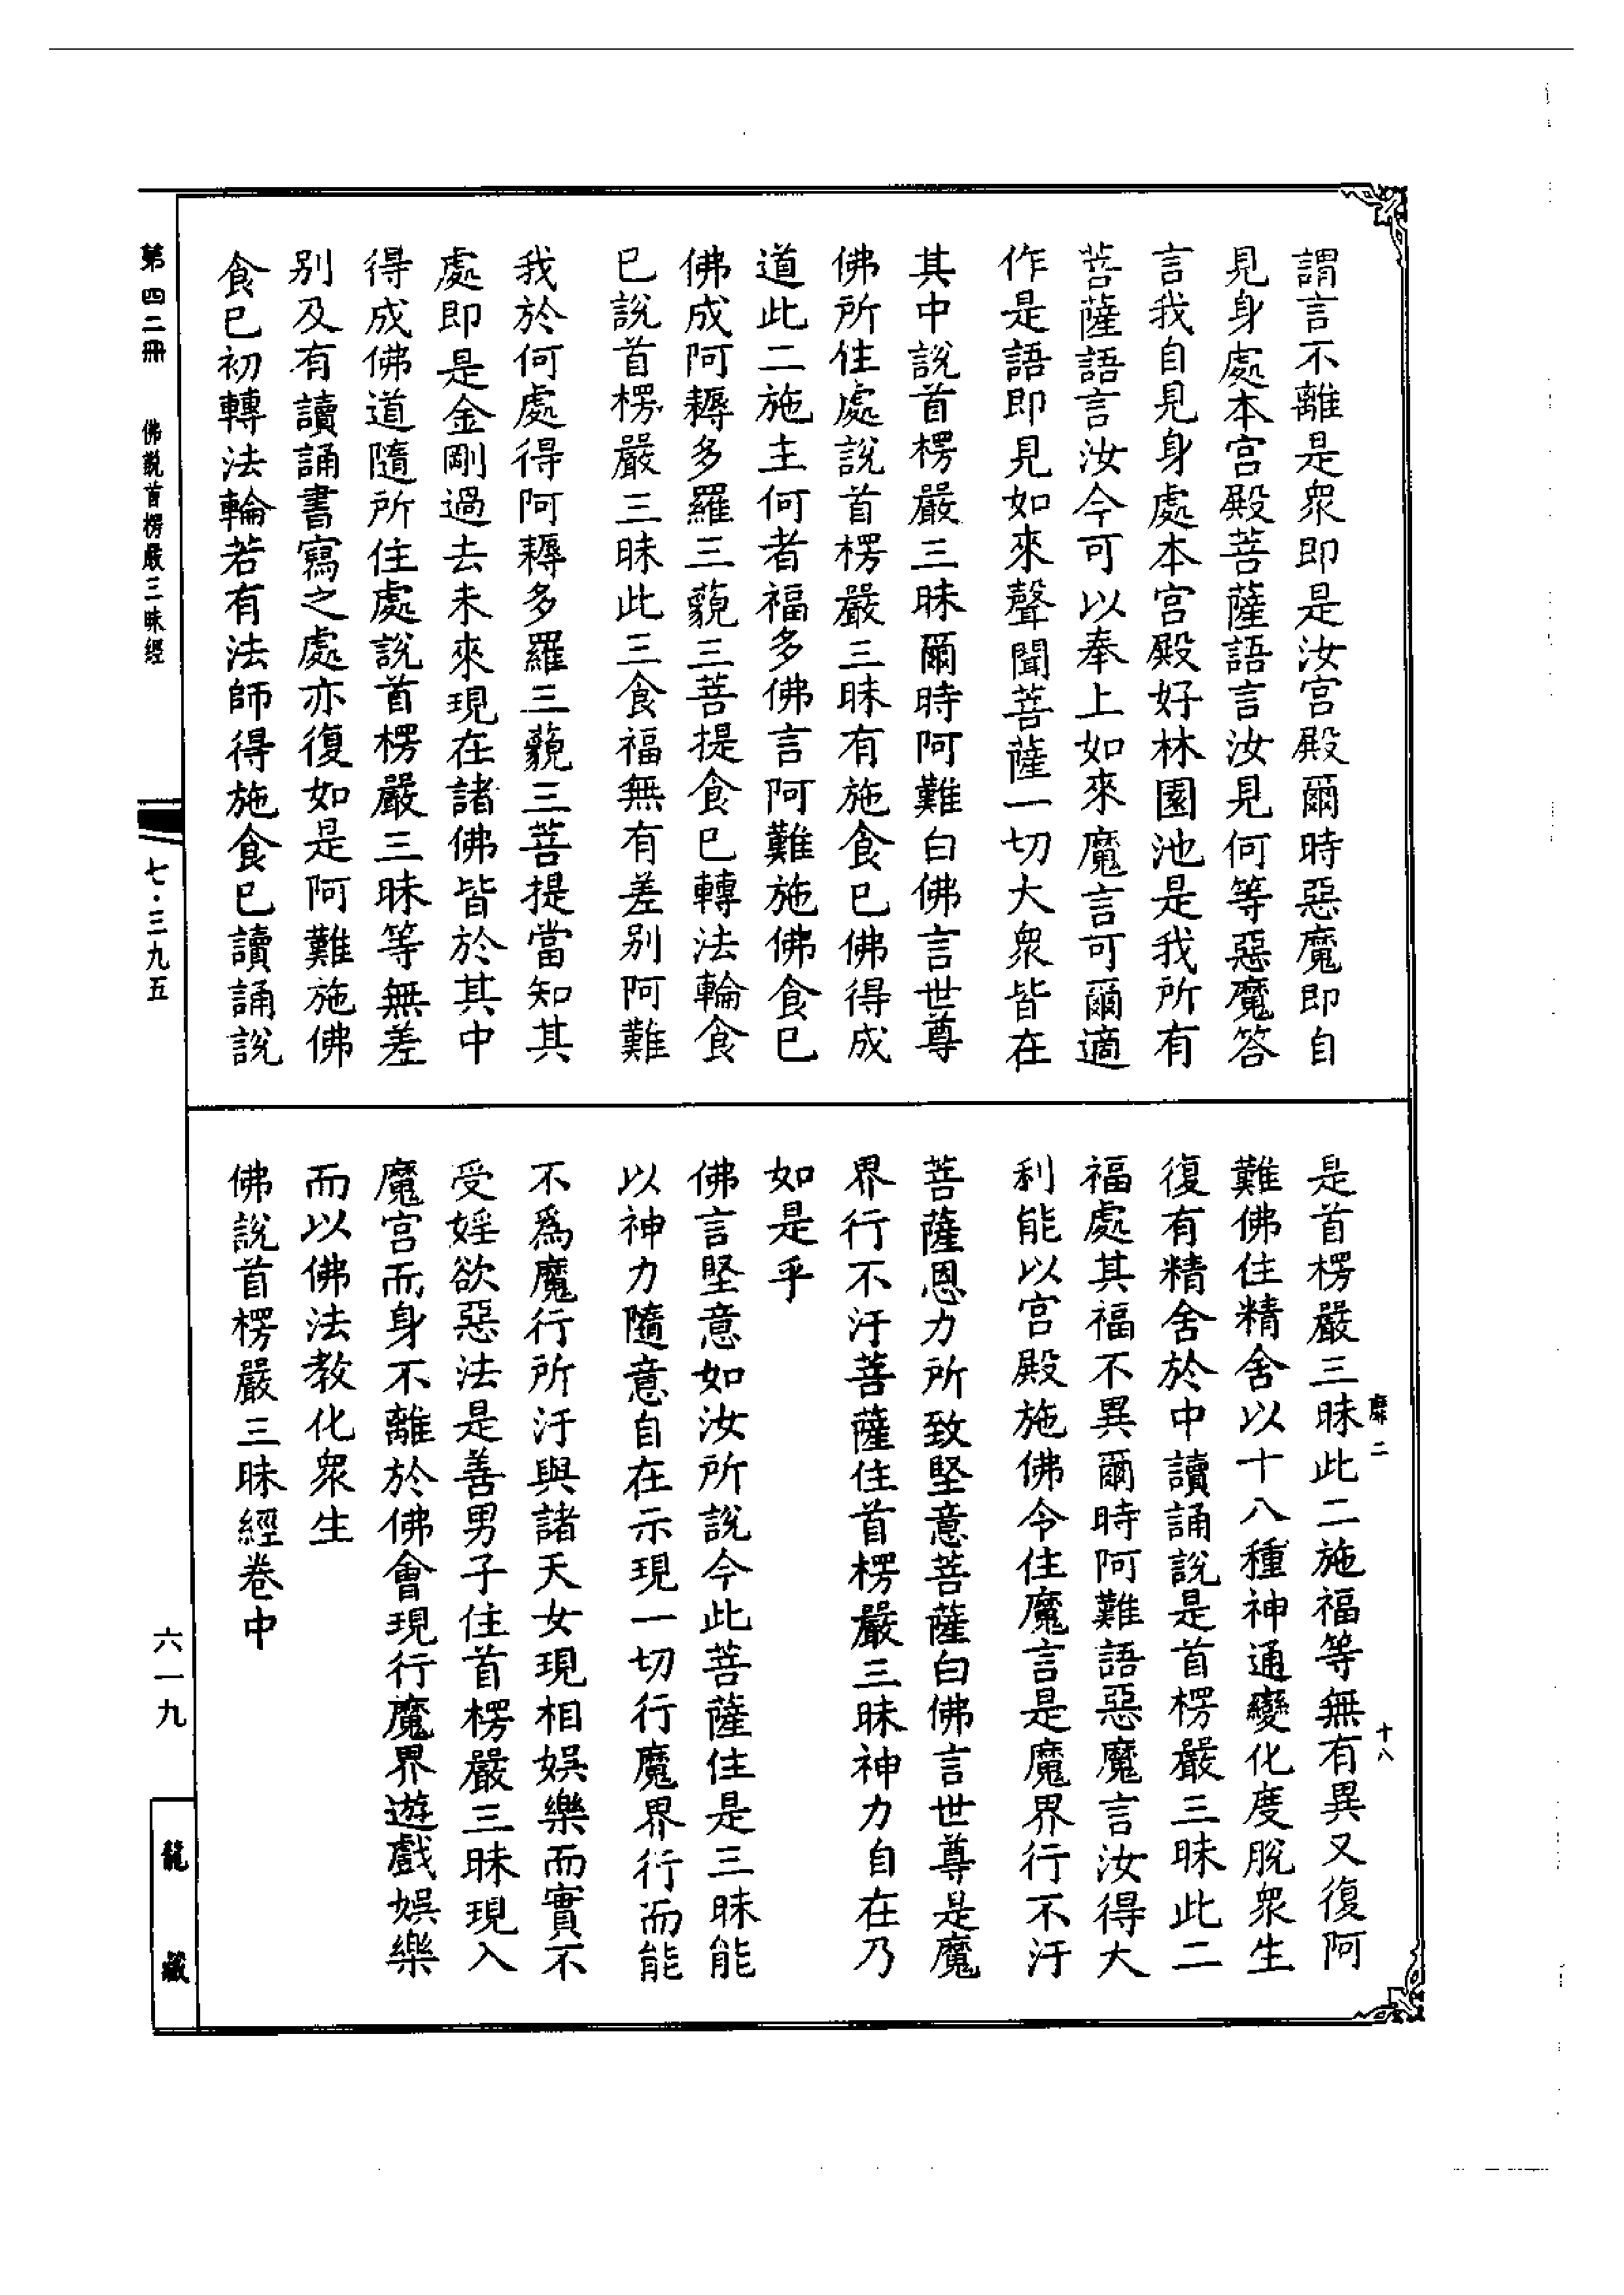 謂言不離是衆即是汝宫殿爾時惡魔即自
見身處本宫殿菩薩語言汝見何等惡魔答
言我自見身處本宫殿好林園池是我所有
菩薩語言汝今可以奉上如來魔言可爾適
作是語即見如來聲聞菩薩一切大衆皆在
其中說首楞嚴三昧爾時阿難白佛言世尊
佛所住處說首楞嚴三昧有施食已佛得成
道此二施主何者福多佛言阿難施佛食已
佛成阿耨多羅三藐三菩提食已轉法輪食
已說首楞嚴三昧此三食福無有差别阿難
我於何處得阿耨多羅三藐三菩提當知其
處即是金剛過去未來現在諸佛皆於其中
得成佛道隨所住處說首楞嚴三昧等無差
别及有讀誦書寫之處亦復如是阿難施佛
食已初轉法輪若有法師得施食已讀誦說
是首楞嚴三昧此二施福等無有異又復阿
難佛住精舍以十八種神通變化度脫衆生
復有精舍於中讀誦說是首楞嚴三昧此二
福處其福不異爾時阿難語惡魔言汝得大
利能以宫殿施佛令住魔言是魔界行不汙
菩薩恩力所致堅意菩薩白佛言世尊是魔
界行不汙菩薩住首楞嚴三昧神力自在乃
如是乎
佛言堅意如汝所說今此菩薩住是三昧能
以神力隨意自在示現一切行魔界行而能
不爲魔行所汙與諸天女現相娛樂而實不
受婬欲惡法是善男子住首楞嚴三昧現入
魔宫而身不離於佛會現行魔界遊戲娛樂
而以佛法教化衆生
佛說首楞嚴三昧經卷中
靡二
十八
第四二冊
佛說首楞嚴三昧經
七·三九五
六一九
龍藏